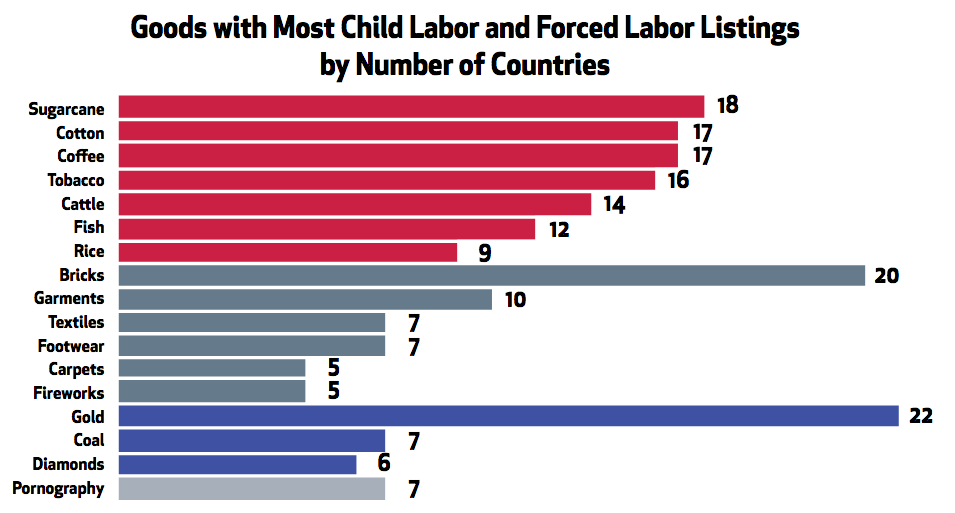 Goods with Most Child Labor and Forced Labor Listings
by Number of Countries
Sugarcane 18
Cotton 17
Coffee 17
Tobacco 16
Cattle 14
Fish 12
Rice 9
Bricks 20
Garments 10
Textiles 7
Footwear 7
Carpets 5
Fireworks 5
Gold 22
Coal 7
Diamonds 6
Pornography 7